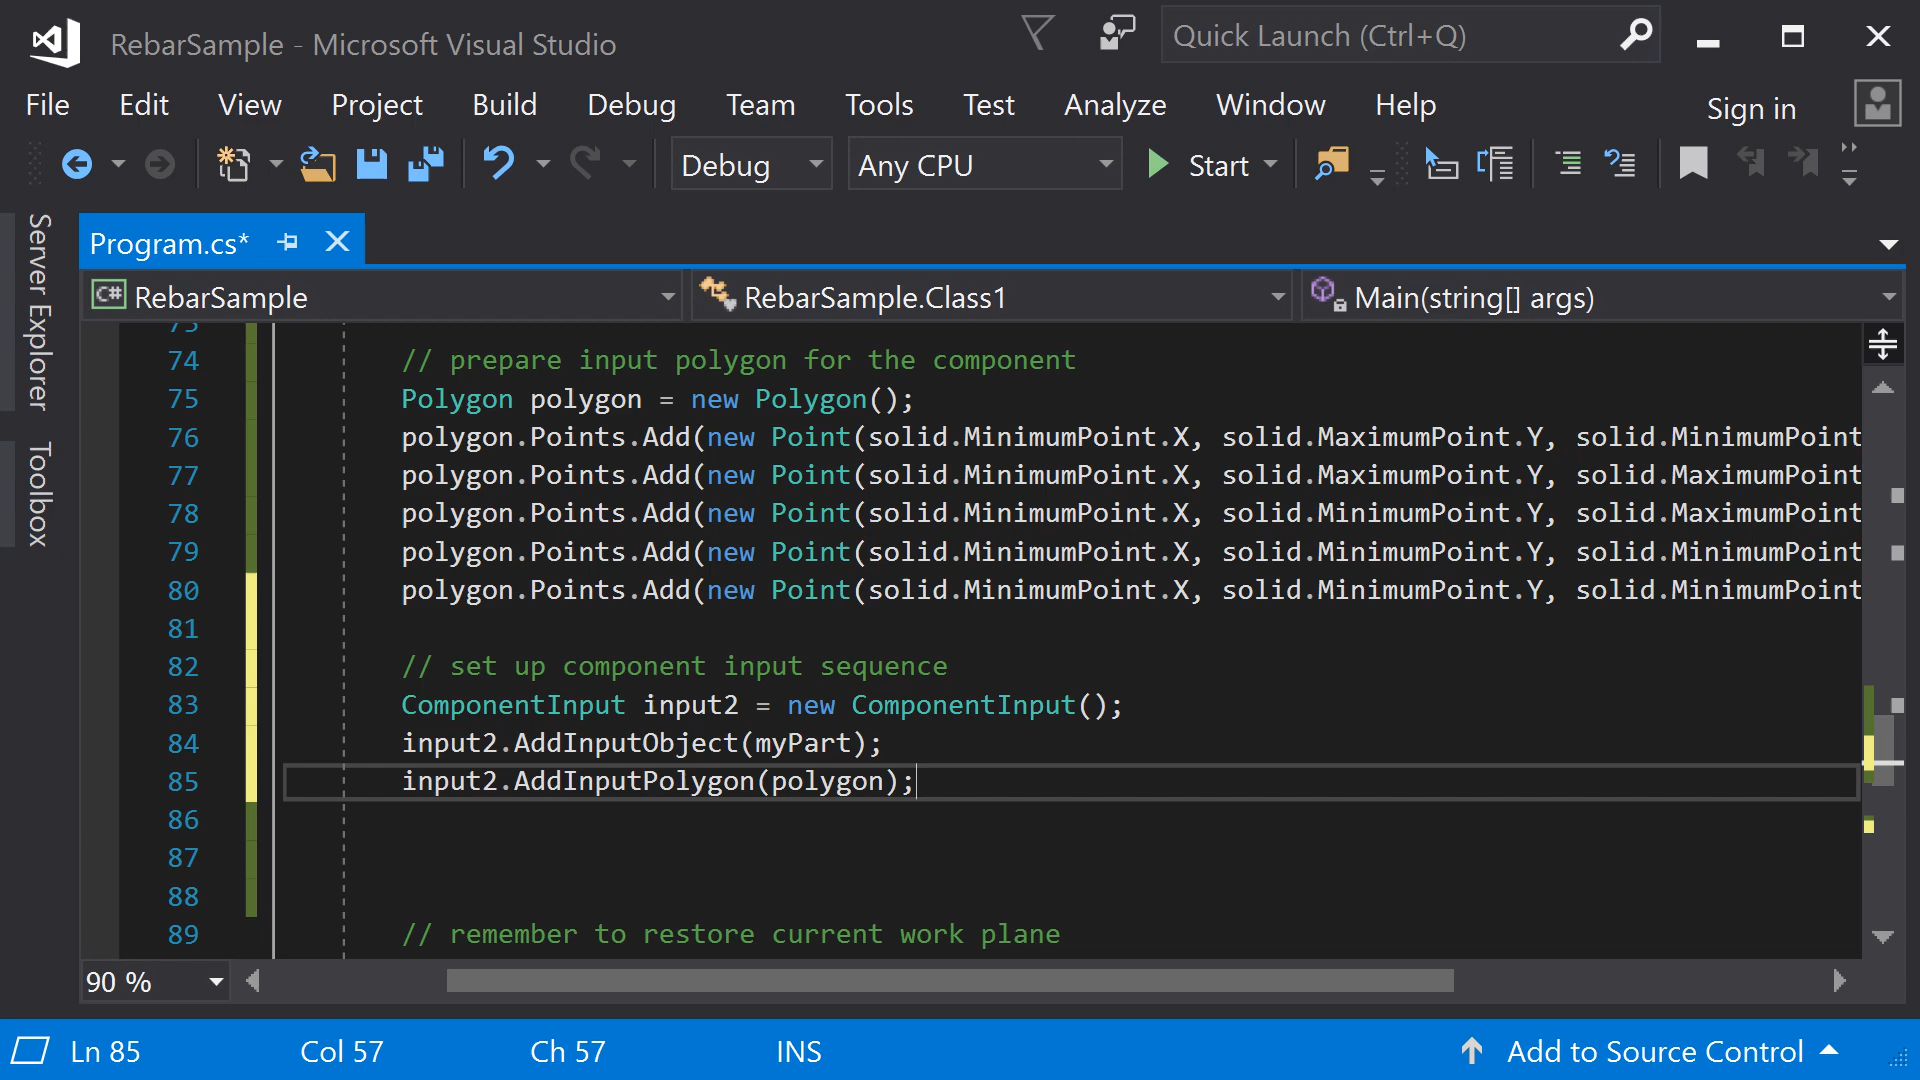 RebarSample - Microsoft Visual Studio
Quick Launch (Ctrl+Q)
File Edit View Project Build Debug Team Tools Test Analyze Window Help Sign in
Debug Any CPU Start
Server Explorer
Toolbox
Program.cs*
C# RebarSample RebarSample.Class1 Main(string[] args)
74 // prepare input polygon for the component
75 Polygon polygon = new Polygon();
76 polygon.Points.Add(new Point(solid.MinimumPoint.X, solid.MaximumPoint.Y, solid.MinimumPoint
77 polygon.Points.Add(new Point(solid.MinimumPoint.X, solid.MaximumPoint.Y, solid.MaximumPoint
78 polygon.Points.Add(new Point(solid.MinimumPoint.X, solid.MinimumPoint.Y, solid.MaximumPoint
79 polygon.Points.Add(new Point(solid.MinimumPoint.X, solid.MinimumPoint.Y, solid.MinimumPoint
80 polygon.Points.Add(new Point(solid.MinimumPoint.X, solid.MinimumPoint.Y, solid.MinimumPoint
81
82 // set up component input sequence
83 ComponentInput input2 = new ComponentInput();
84 input2.AddInputObject(myPart);
85 input2.AddInputPolygon(polygon);
86
87
88
89 // remember to restore current work plane
90 %
Ln 85 Col 57 Ch 57 INS Add to Source Control